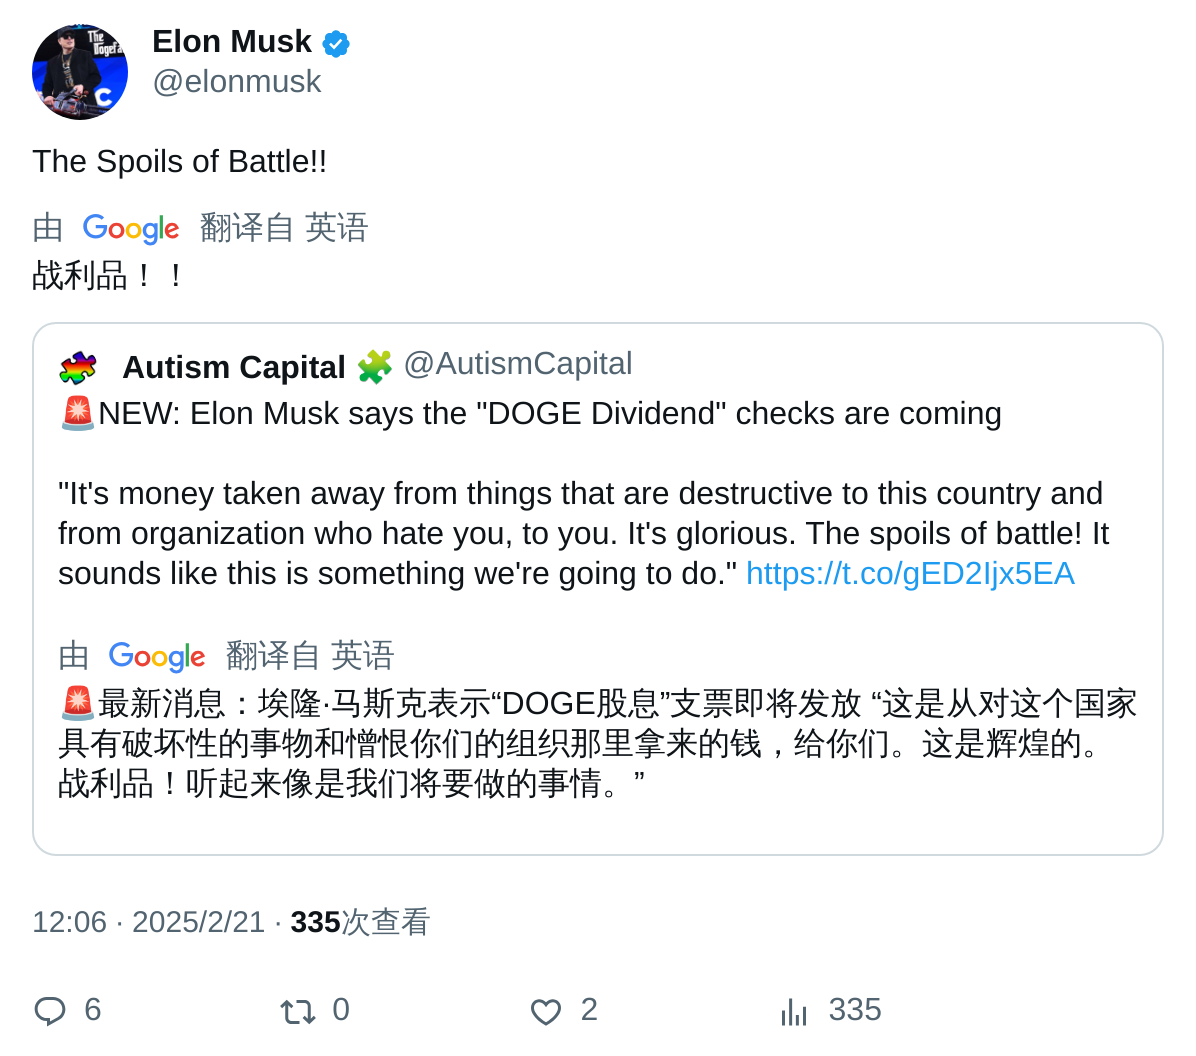 The Dogefa
C
Elon Musk
@elonmusk
The Spoils of Battle!!
由 Google 翻译自 英语
战利品！！
Autism Capital 🧩 @AutismCapital
🚨NEW: Elon Musk says the "DOGE Dividend" checks are coming
"It's money taken away from things that are destructive to this country and
from organization who hate you, to you. It's glorious. The spoils of battle! It
sounds like this is something we're going to do." https://t.co/gED2Ijx5EA
由 Google 翻译自 英语
🚨最新消息：埃隆·马斯克表示“DOGE股息”支票即将发放 “这是从对这个国家
具有破坏性的事物和憎恨你们的组织那里拿来的钱，给你们。这是辉煌的。
战利品！听起来像是我们将要做的事情。”
12:06 · 2025/2/21 · 335次查看
6 0 2 335